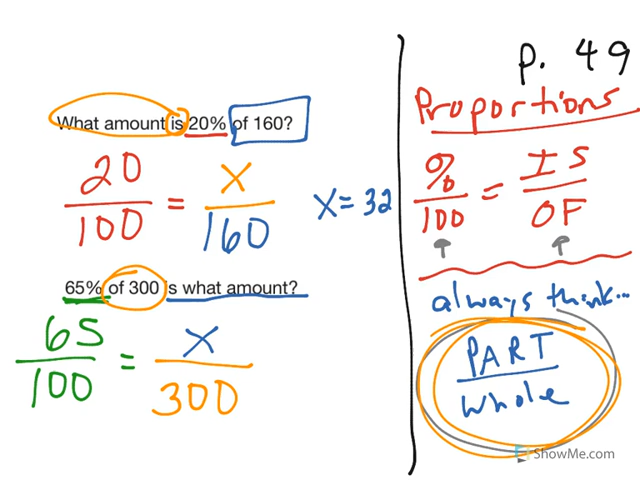 What amount is 20% of 160?
20/100 = X/160
X=32
65% of 300 is what amount?
65/100 = X/300
p. 49
Proportions
%/100 = IS/OF
always think...
PART/Whole
ShowMe.com